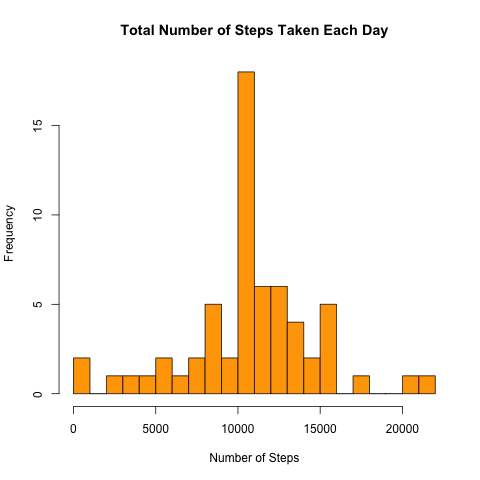 Total Number of Steps Taken Each Day
Frequency
15
10
5
0
0 5000 10000 15000 20000
Number of Steps